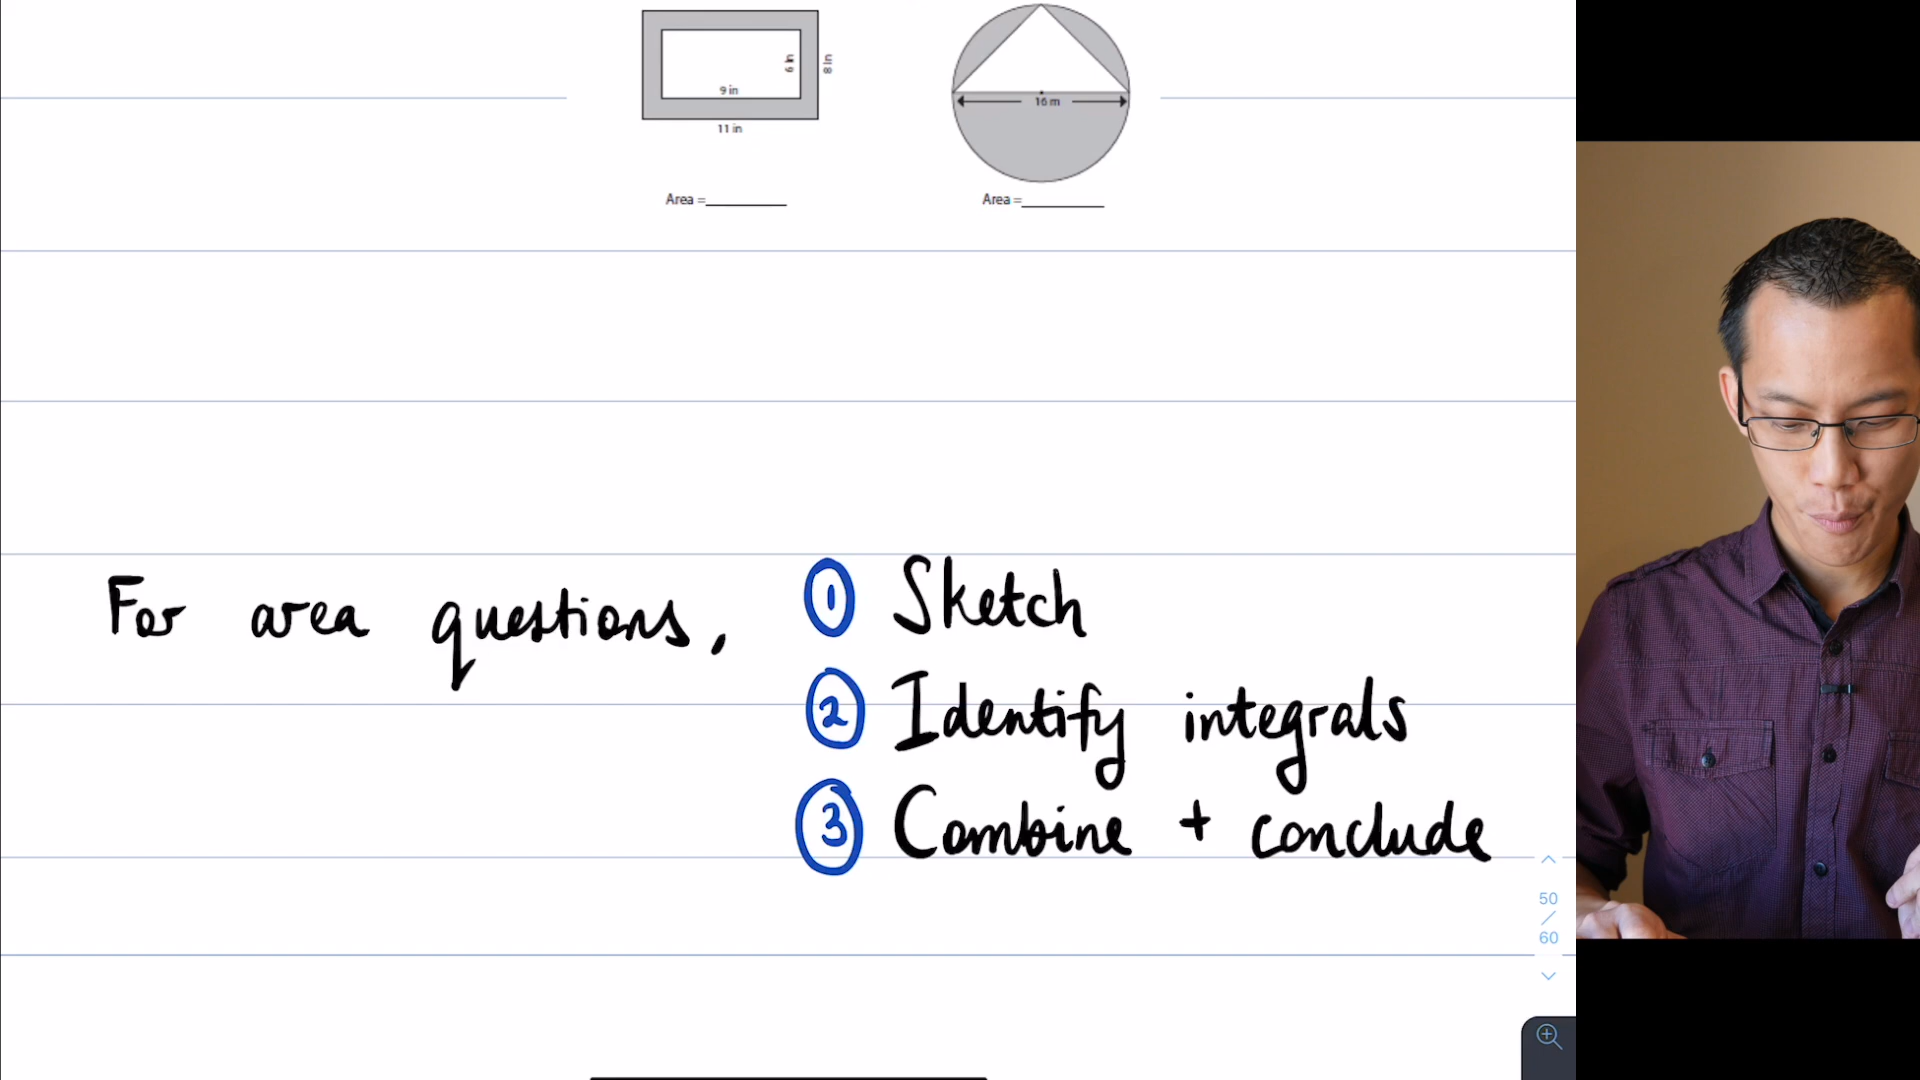 6 in
8 in
9 in
11 in
16 m
Area =
Area =
For area questions,
1 Sketch
2 Identify integrals
3 Combine + conclude
50
/
60